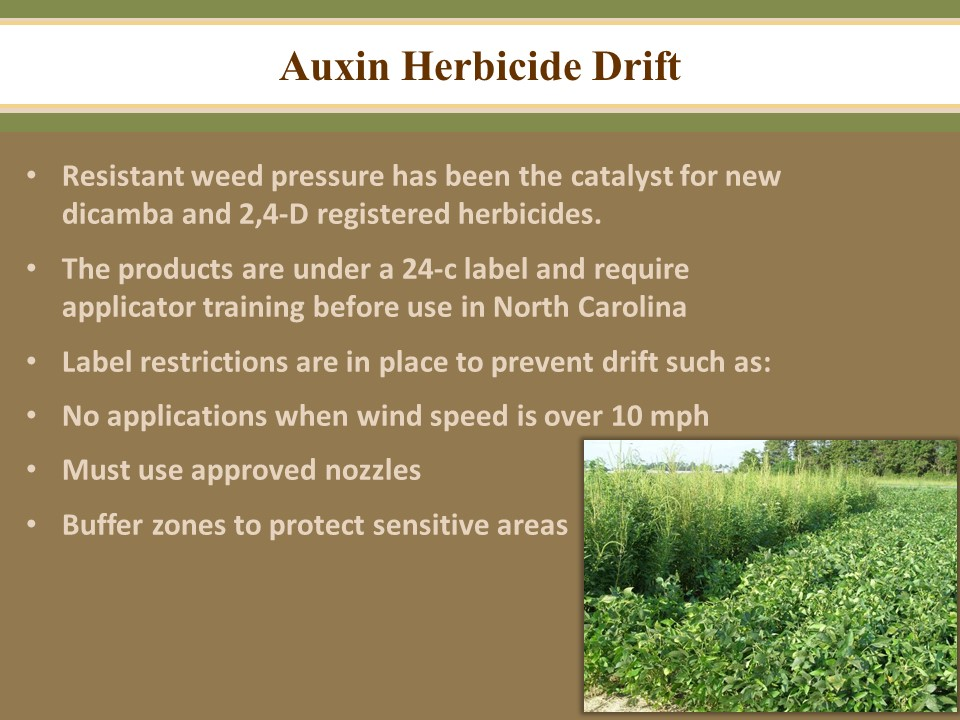 Auxin Herbicide Drift
• Resistant weed pressure has been the catalyst for new
dicamba and 2,4-D registered herbicides.
• The products are under a 24-c label and require
applicator training before use in North Carolina
• Label restrictions are in place to prevent drift such as:
• No applications when wind speed is over 10 mph
• Must use approved nozzles
• Buffer zones to protect sensitive areas